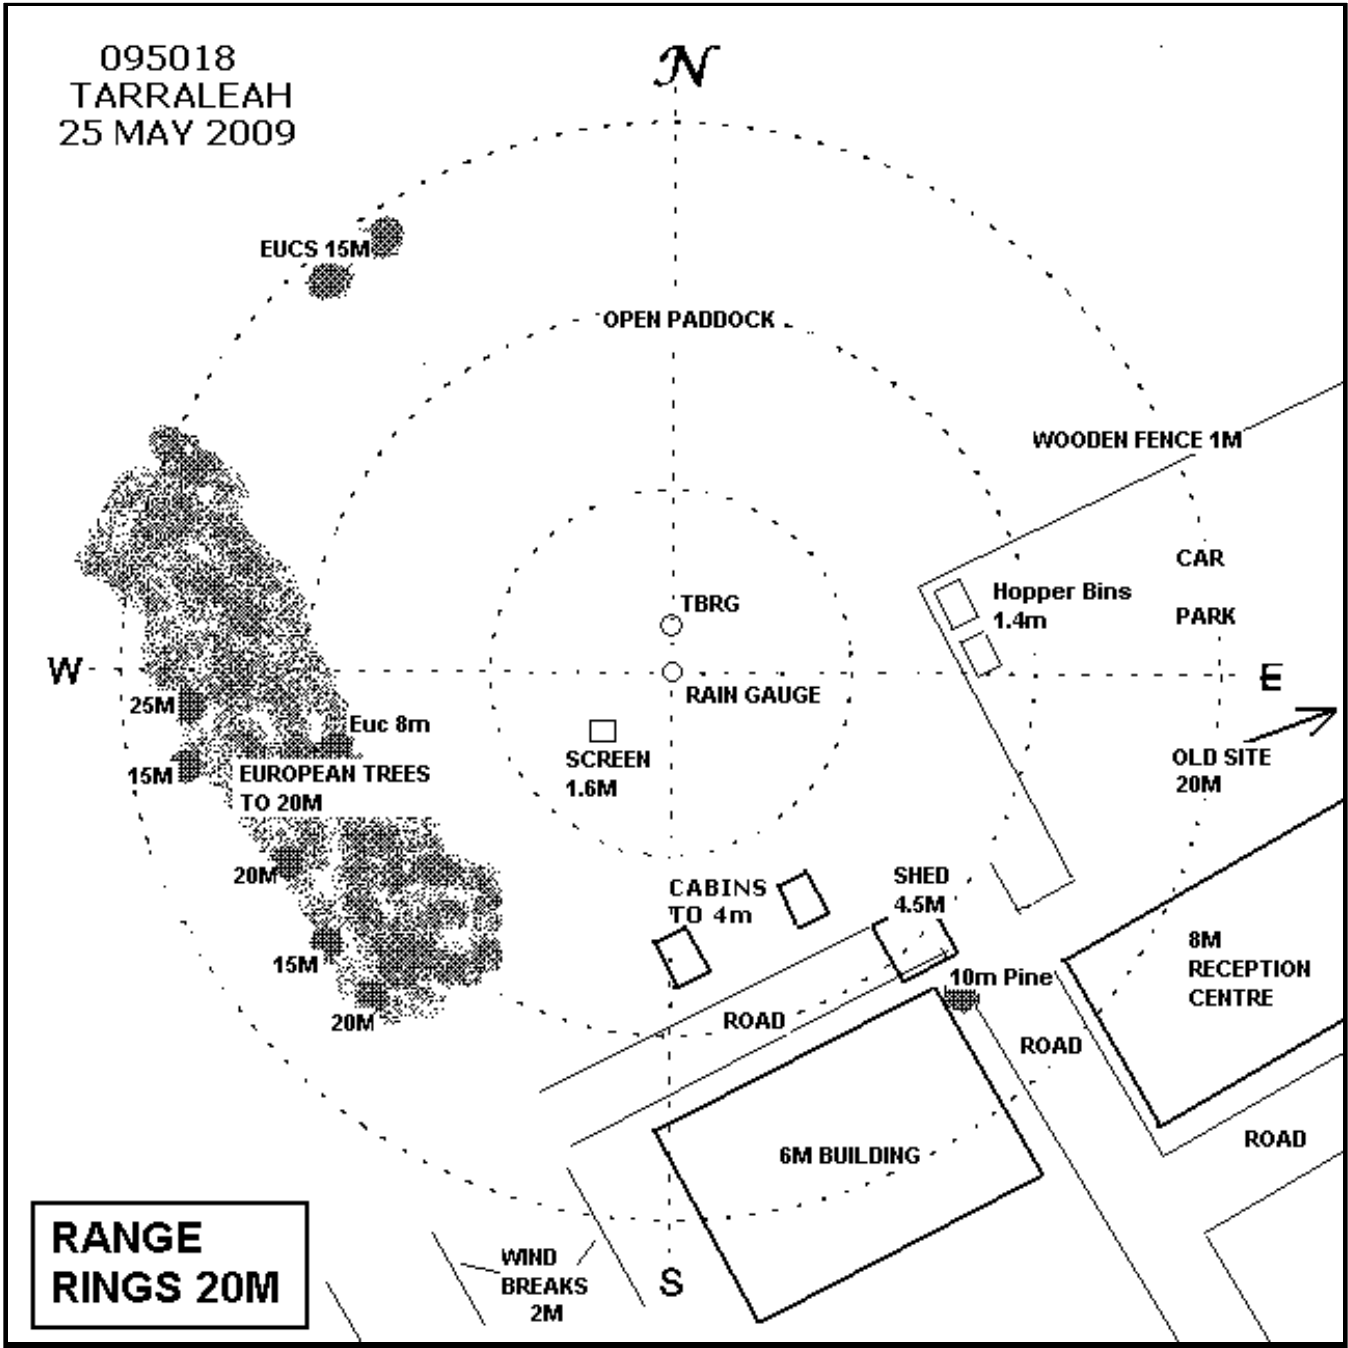 095018
TARRALEAH
25 MAY 2009
N
EUCS 15M
OPEN PADDOCK
WOODEN FENCE 1M
CAR
PARK
Hopper Bins
1.4m
TBRG
W
RAIN GAUGE
E
25M
Euc 8m
15M
EUROPEAN TREES
TO 20M
SCREEN
1.6M
OLD SITE
20M
20M
CABINS
TO 4m
SHED
4.5M
15M
8M
RECEPTION
CENTRE
10m Pine
20M
ROAD
ROAD
ROAD
6M BUILDING
RANGE
RINGS 20M
WIND
BREAKS
2M
S